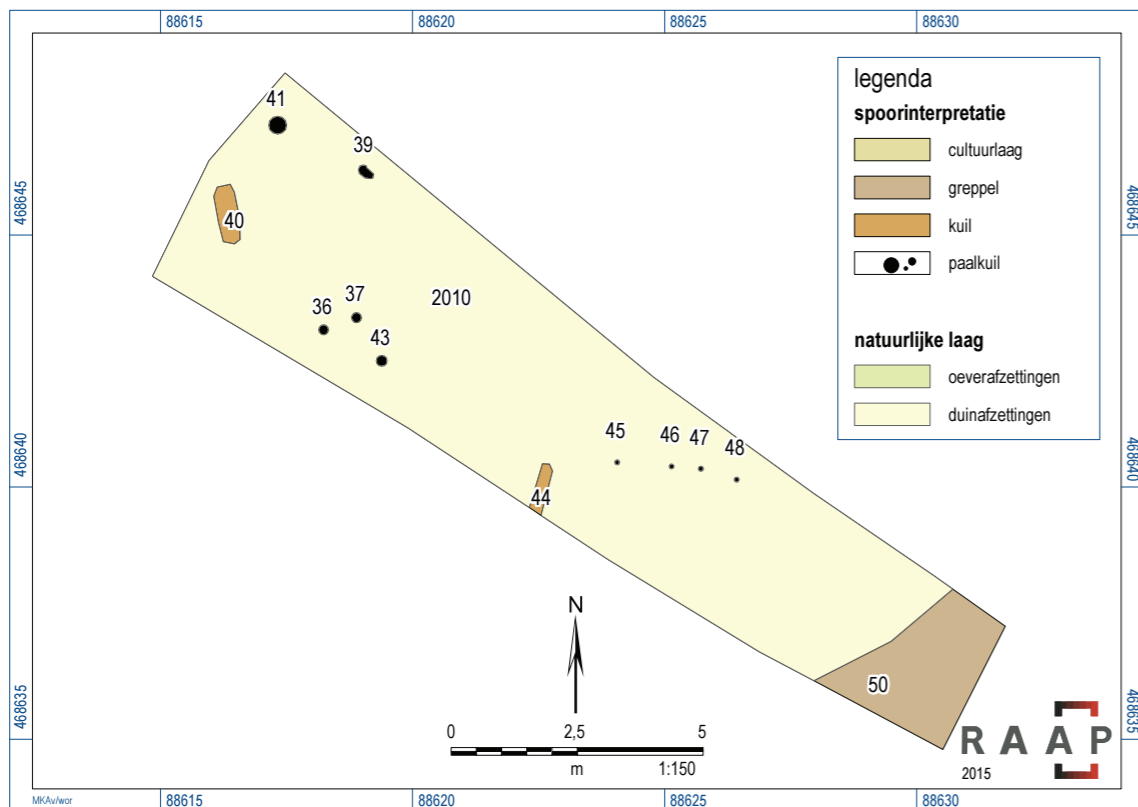 88615 88620 88625 88630
legenda
spoorinterpretatie
cultuurlaag
greppel
kuil
paalkuil
natuurlijke laag
oeverafzettingen
duinafzettingen
41
39
468645 468645
40
2010
36 37
43
45 46 47 48
468640 468640
44
50
N
0 2,5 5
m 1:150
468635 468635
RAAP
2015
MKAv/wor
88615 88620 88625 88630